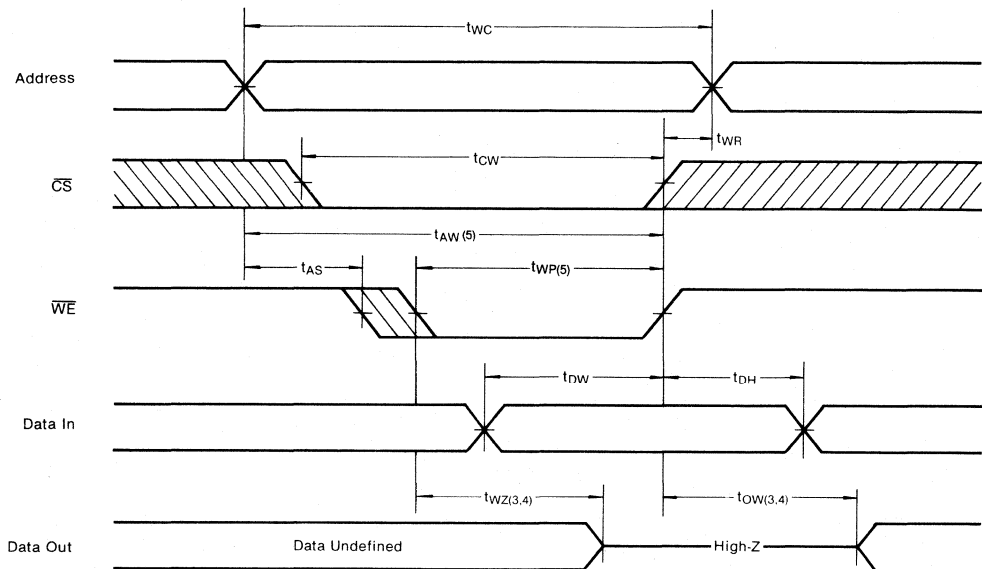 tWC
Address
tWR
tCW
CS
tAW (5)
tAS
tWP(5)
WE
tDW
tDH
Data In
tWZ(3,4)
tOW(3,4)
Data Out
Data Undefined
High-Z